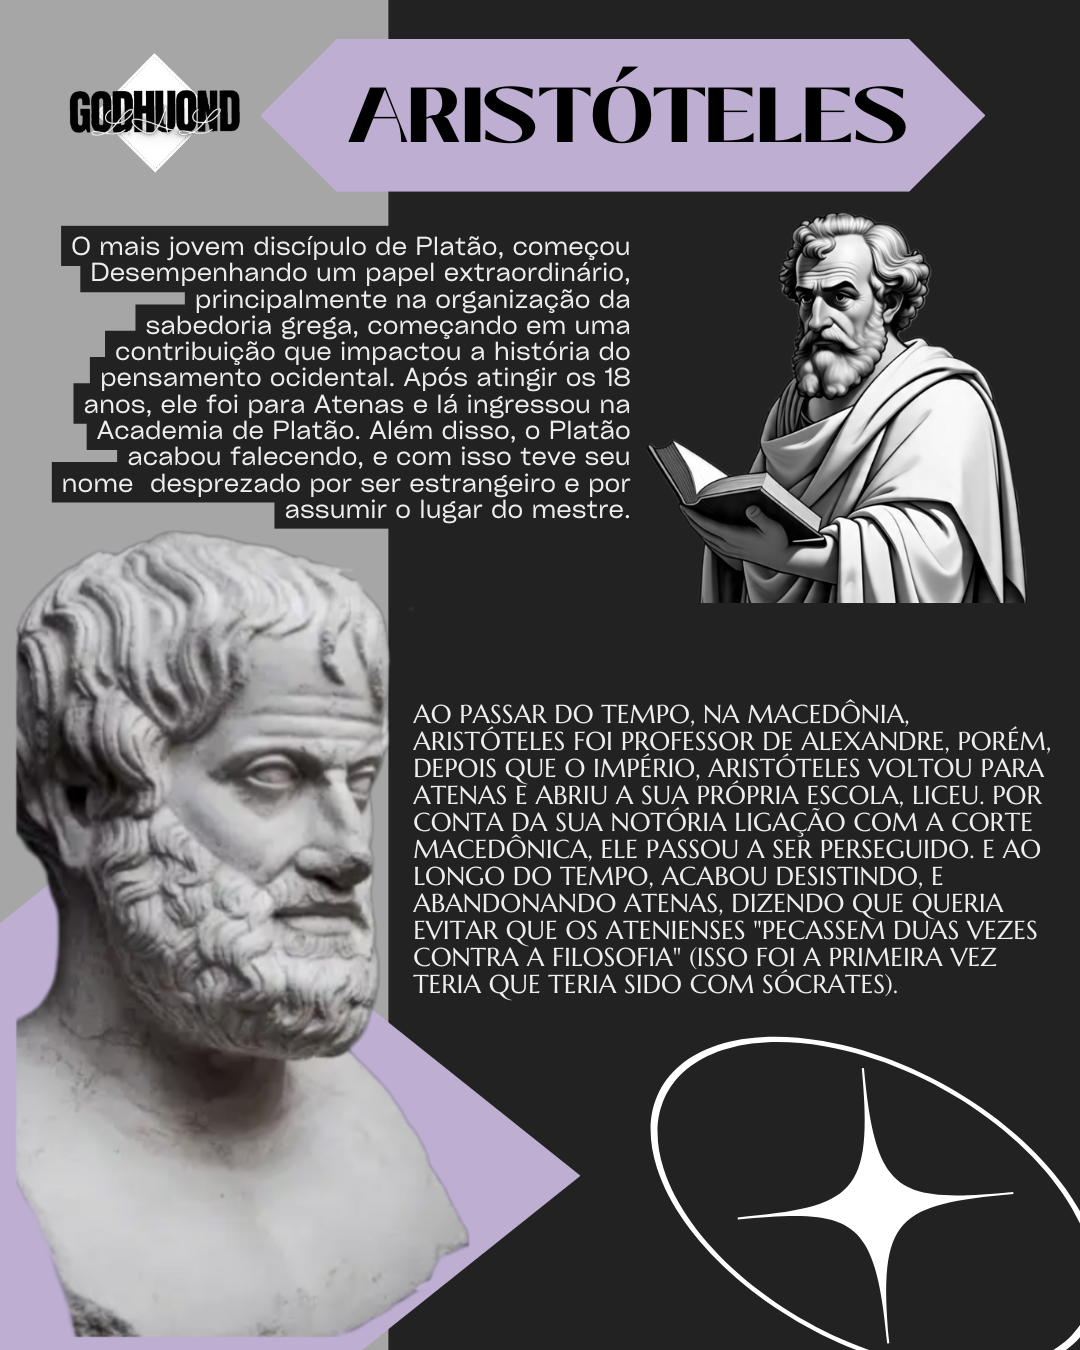 GODHUOND
ARISTÓTELES
O mais jovem discípulo de Platão, começou
Desempenhando um papel extraordinário,
principalmente na organização da
sabedoria grega, começando em uma
contribuição que impactou a história do
pensamento ocidental. Após atingir os 18
anos, ele foi para Atenas e lá ingressou na
Academia de Platão. Além disso, o Platão
acabou falecendo, e com isso teve seu
nome desprezado por ser estrangeiro e por
assumir o lugar do mestre.
AO PASSAR DO TEMPO, NA MACEDÔNIA,
ARISTÓTELES FOI PROFESSOR DE ALEXANDRE, PORÉM,
DEPOIS QUE O IMPÉRIO, ARISTÓTELES VOLTOU PARA
ATENAS E ABRIU A SUA PRÓPRIA ESCOLA, LICEU. POR
CONTA DA SUA NOTÓRIA LIGAÇÃO COM A CORTE
MACEDÔNICA, ELE PASSOU A SER PERSEGUIDO. E AO
LONGO DO TEMPO, ACABOU DESISTINDO, E
ABANDONANDO ATENAS, DIZENDO QUE QUERIA
EVITAR QUE OS ATENIENSES "PECASSEM DUAS VEZES
CONTRA A FILOSOFIA" (ISSO FOI A PRIMEIRA VEZ
TERIA QUE TERIA SIDO COM SÓCRATES).